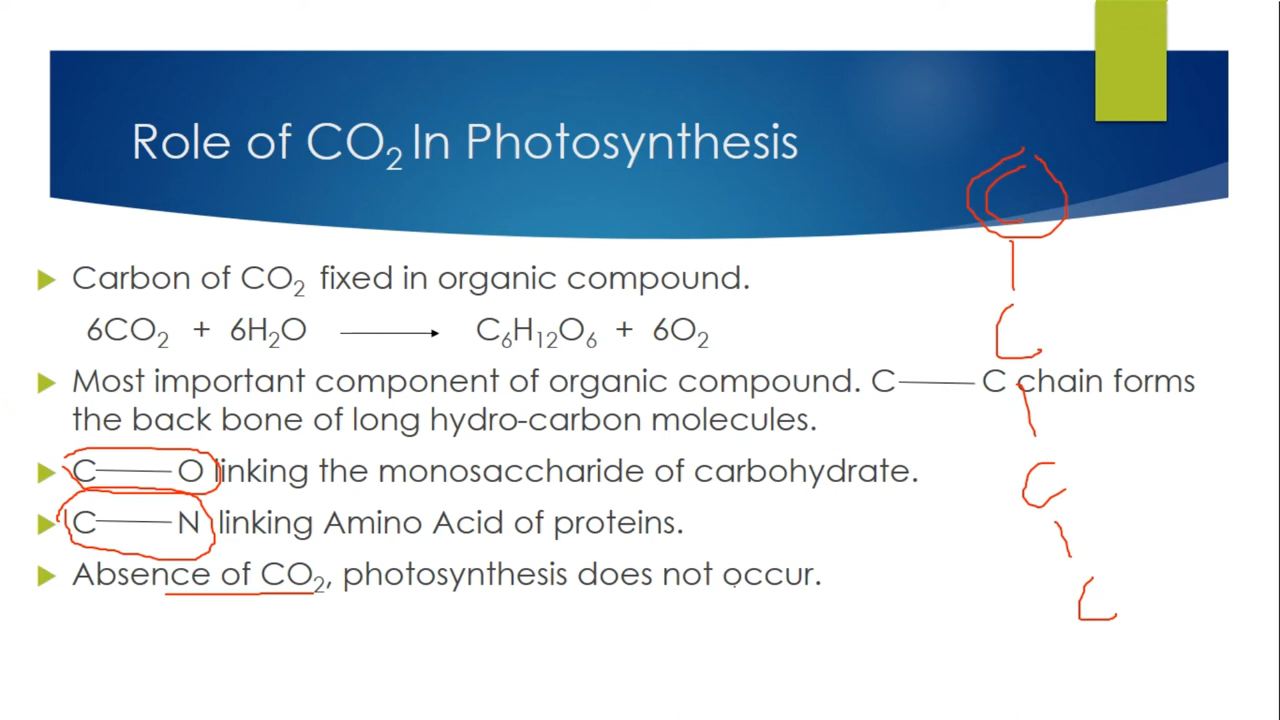 Role of CO₂ In Photosynthesis
Carbon of CO₂ fixed in organic compound.
6CO₂ + 6H₂O ⟶ C₆H₁₂O₆ + 6O₂
Most important component of organic compound. C — C chain forms
the back bone of long hydro-carbon molecules.
C — O linking the monosaccharide of carbohydrate.
C — N linking Amino Acid of proteins.
Absence of CO₂, photosynthesis does not occur.
C
C
C
C